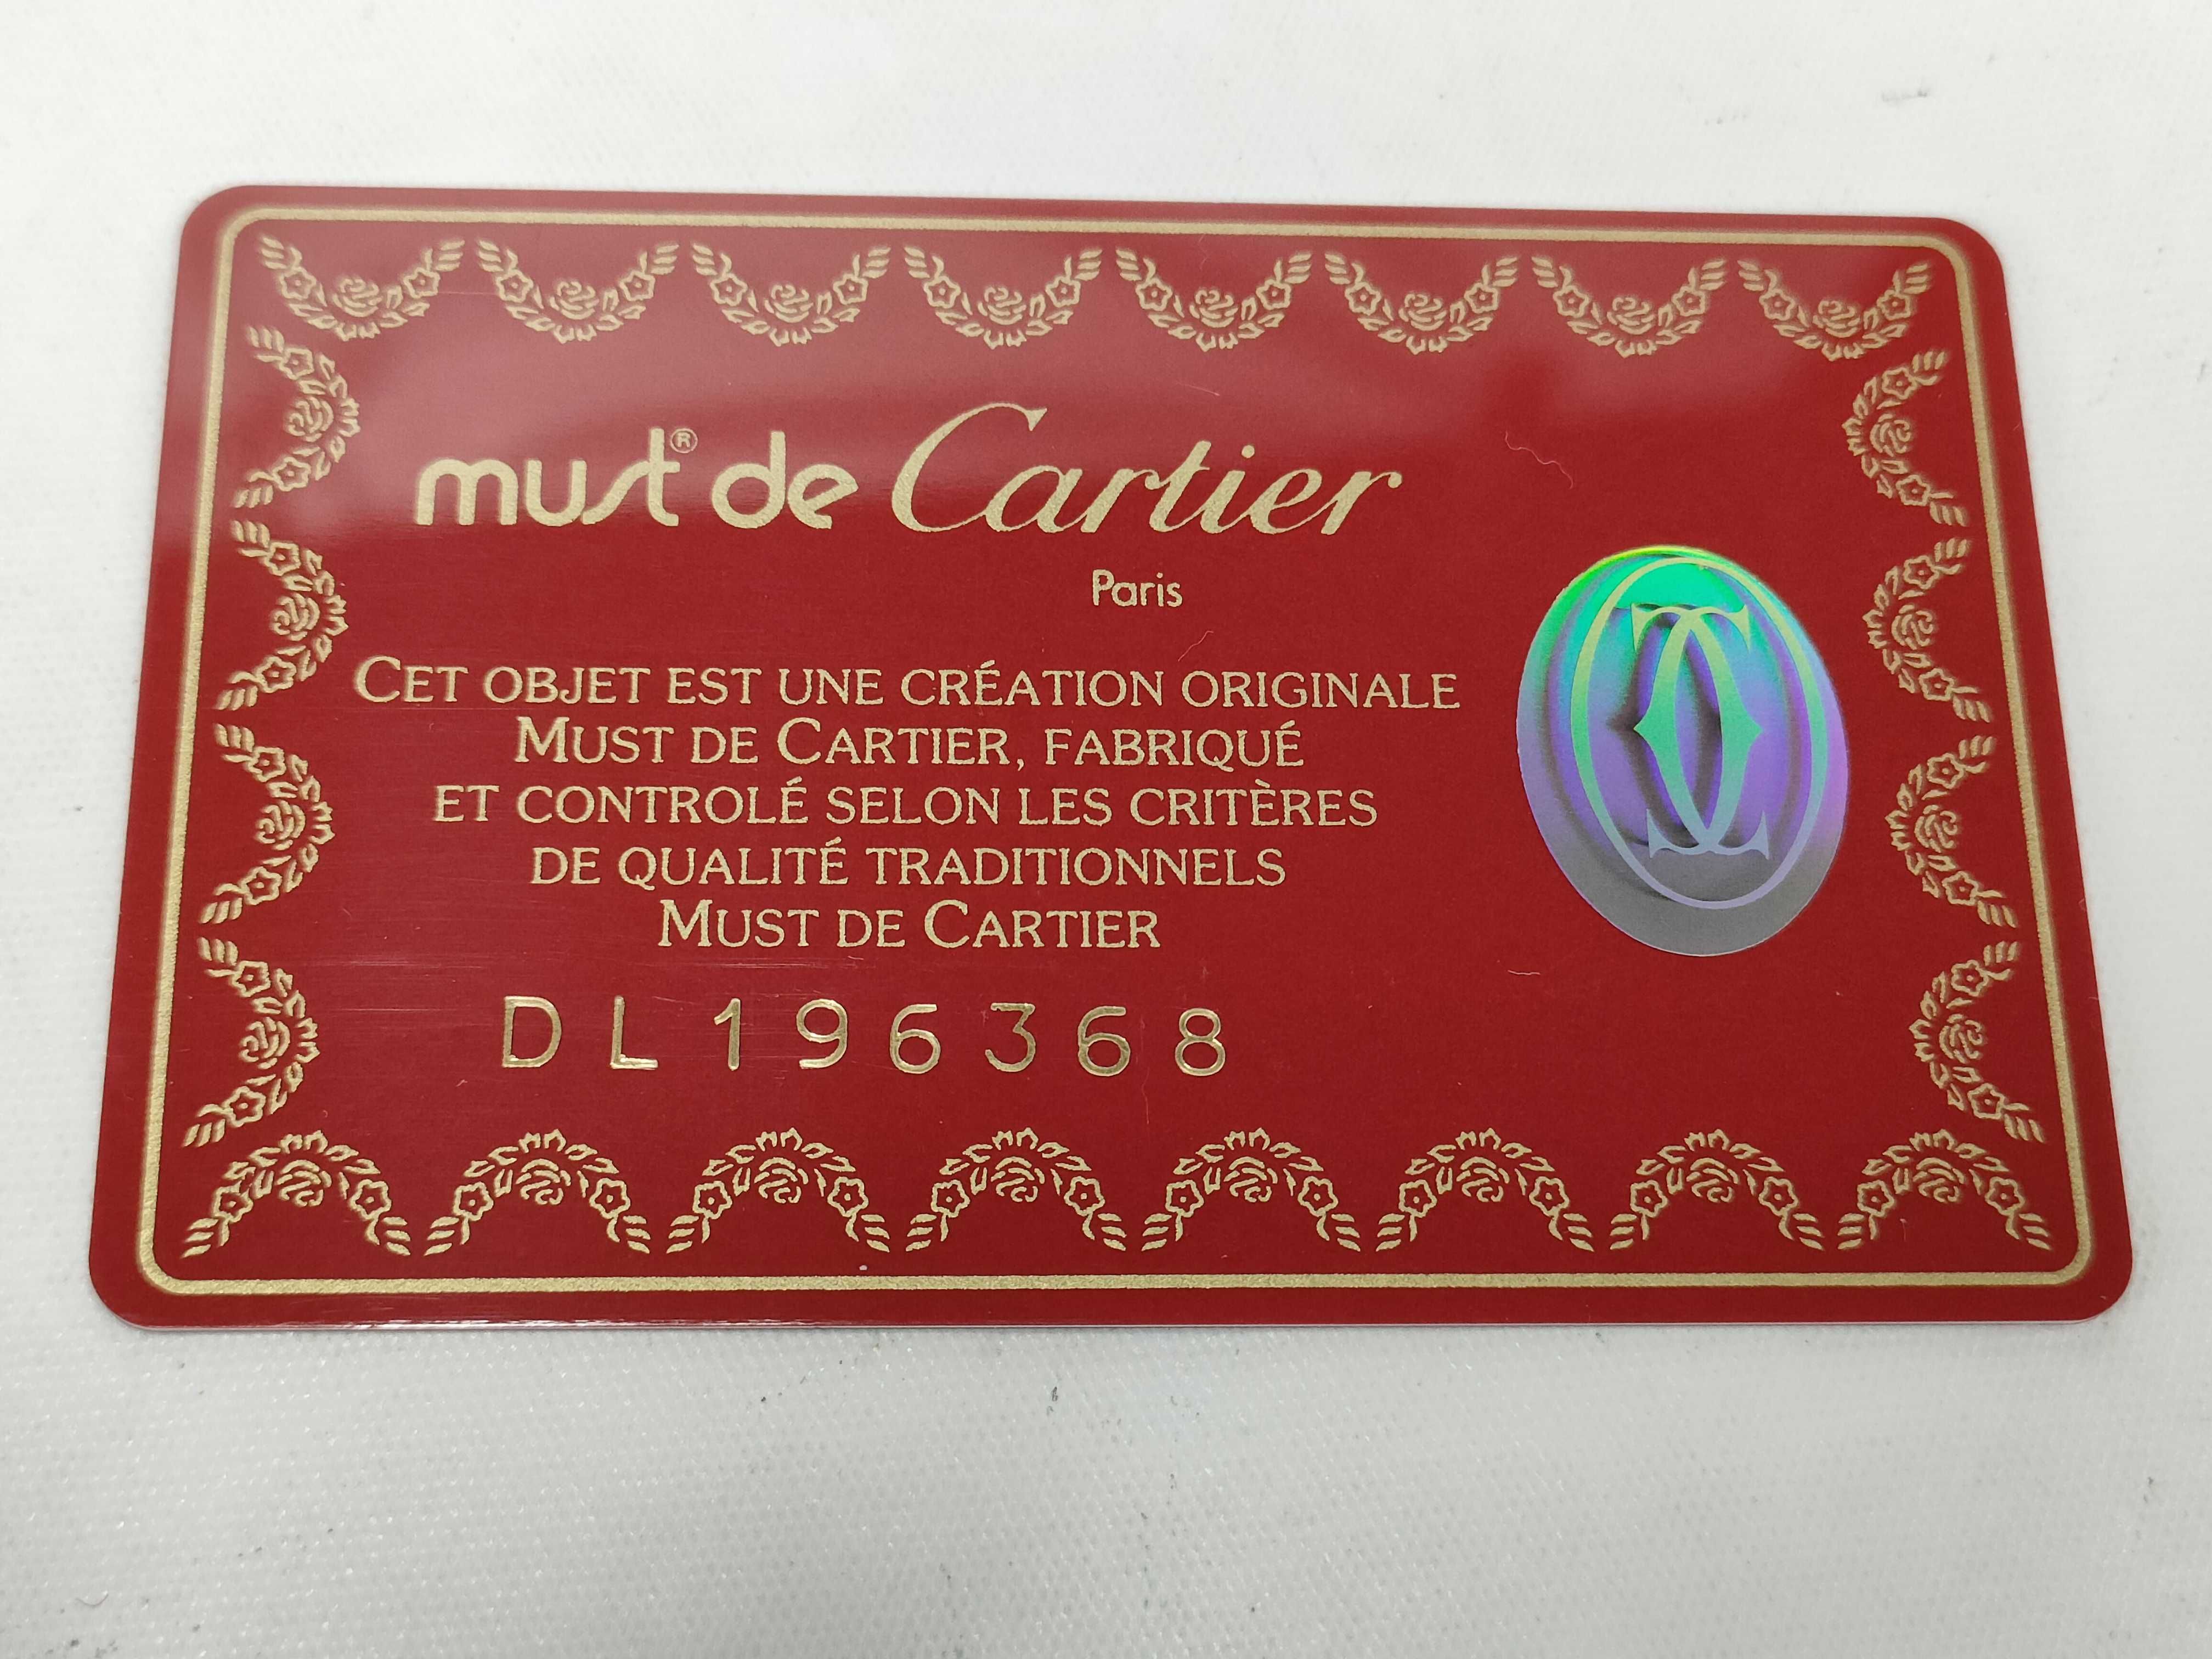 must® de Cartier
Paris
CET OBJET EST UNE CRÉATION ORIGINALE
MUST DE CARTIER, FABRIQUÉ
ET CONTROLÉ SELON LES CRITÈRES
DE QUALITÉ TRADITIONNELS
MUST DE CARTIER
DL196368